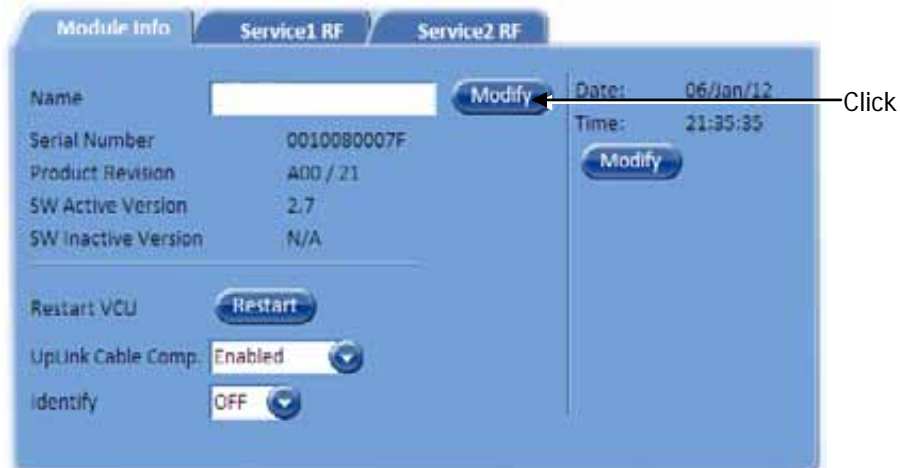 Module Info Service1 RF Service2 RF
Name Modify
Serial Number 0010080007F
Product Revision A00 / 21
SW Active Version 2.7
SW Inactive Version N/A
Restart VCU Restart
UpLink Cable Comp. Enabled
Identify OFF
Date: 06/Jan/12
Time: 21:35:35
Modify
Click